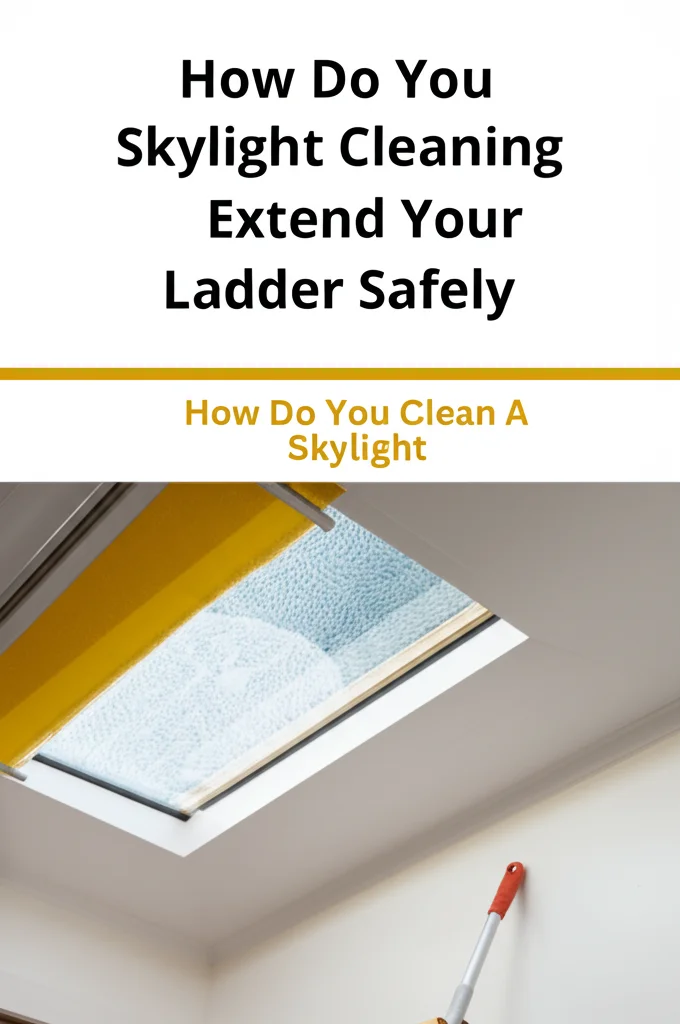 How Do You
Skylight Cleaning
Extend Your
Ladder Safely
How Do You Clean A
Skylight